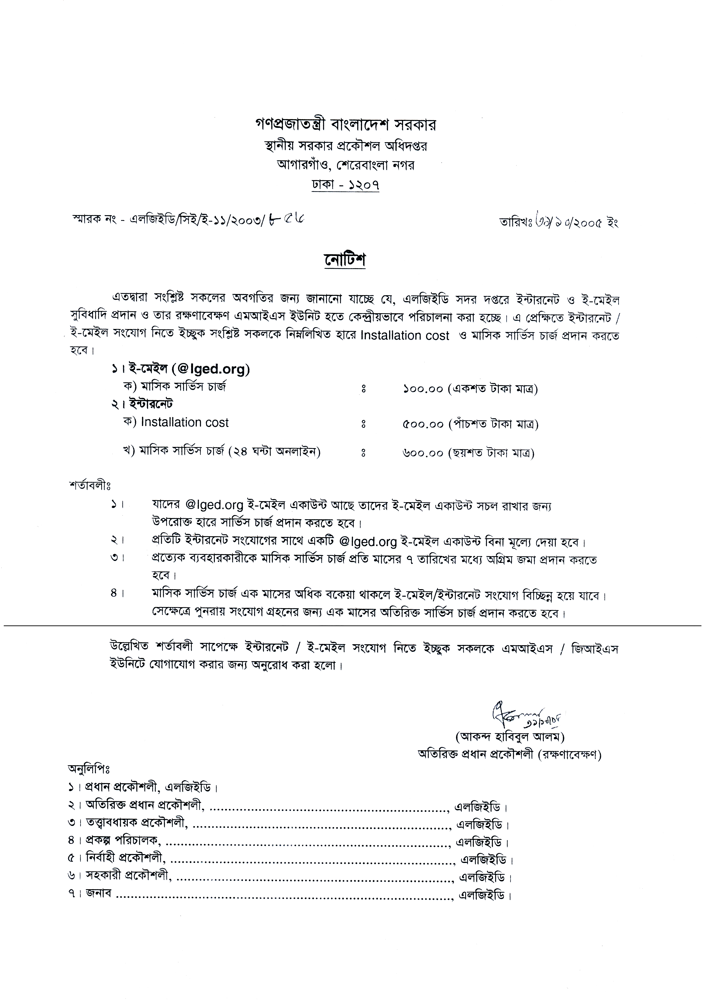 গণপ্রজাতন্ত্রী বাংলাদেশ সরকার
স্থানীয় সরকার প্রকৌশল অধিদপ্তর
আগারগাঁও, শেরেবাংলা নগর
ঢাকা - ১২০৭
স্মারক নং - এলজিইডি/সিই/ই-১১/২০০৩/৮৫৬
তারিখঃ ৩১/১০/২০০৫ ইং
নোটিশ
এতদ্বারা সংশ্লিষ্ট সকলের অবগতির জন্য জানানো যাচ্ছে যে, এলজিইডি সদর দপ্তরে ইন্টারনেট ও ই-মেইল
সুবিধাদি প্রদান ও তার রক্ষণাবেক্ষণ এমআইএস ইউনিট হতে কেন্দ্রীয়ভাবে পরিচালনা করা হচ্ছে। এ প্রেক্ষিতে ইন্টারনেট /
ই-মেইল সংযোগ নিতে ইচ্ছুক সংশ্লিষ্ট সকলকে নিম্নলিখিত হারে Installation cost ও মাসিক সার্ভিস চার্জ প্রদান করতে
হবে।
১। ই-মেইল (@lged.org)
ক) মাসিক সার্ভিস চার্জ ঃ ১০০.০০ (একশত টাকা মাত্র)
২। ইন্টারনেট
ক) Installation cost ঃ ৫০০.০০ (পাঁচশত টাকা মাত্র)
খ) মাসিক সার্ভিস চার্জ (২৪ ঘন্টা অনলাইন) ঃ ৬০০.০০ (ছয়শত টাকা মাত্র)
শর্তাবলীঃ
১। যাদের @lged.org ই-মেইল একাউন্ট আছে তাদের ই-মেইল একাউন্ট সচল রাখার জন্য
উপরোক্ত হারে সার্ভিস চার্জ প্রদান করতে হবে।
২। প্রতিটি ইন্টারনেট সংযোগের সাথে একটি @lged.org ই-মেইল একাউন্ট বিনা মূল্যে দেয়া হবে।
৩। প্রত্যেক ব্যবহারকারীকে মাসিক সার্ভিস চার্জ প্রতি মাসের ৭ তারিখের মধ্যে অগ্রিম জমা প্রদান করতে
হবে।
৪। মাসিক সার্ভিস চার্জ এক মাসের অধিক বকেয়া থাকলে ই-মেইল/ইন্টারনেট সংযোগ বিচ্ছিন্ন হয়ে যাবে।
সেক্ষেত্রে পুনরায় সংযোগ গ্রহনের জন্য এক মাসের অতিরিক্ত সার্ভিস চার্জ প্রদান করতে হবে।
উল্লেখিত শর্তাবলী সাপেক্ষে ইন্টারনেট / ই-মেইল সংযোগ নিতে ইচ্ছুক সকলকে এমআইএস / জিআইএস
ইউনিটে যোগাযোগ করার জন্য অনুরোধ করা হলো।
৩১/১০/০৫
(আকন্দ হাবিবুল আলম)
অতিরিক্ত প্রধান প্রকৌশলী (রক্ষণাবেক্ষণ)
অনুলিপিঃ
১। প্রধান প্রকৌশলী, এলজিইডি।
২। অতিরিক্ত প্রধান প্রকৌশলী, ................................................................, এলজিইডি।
৩। তত্ত্বাবধায়ক প্রকৌশলী, ......................................................................, এলজিইডি।
৪। প্রকল্প পরিচালক, .............................................................................., এলজিইডি।
৫। নির্বাহী প্রকৌশলী, ............................................................................, এলজিইডি।
৬। সহকারী প্রকৌশলী, .........................................................................., এলজিইডি।
৭। জনাব .........................................................................................., এলজিইডি।